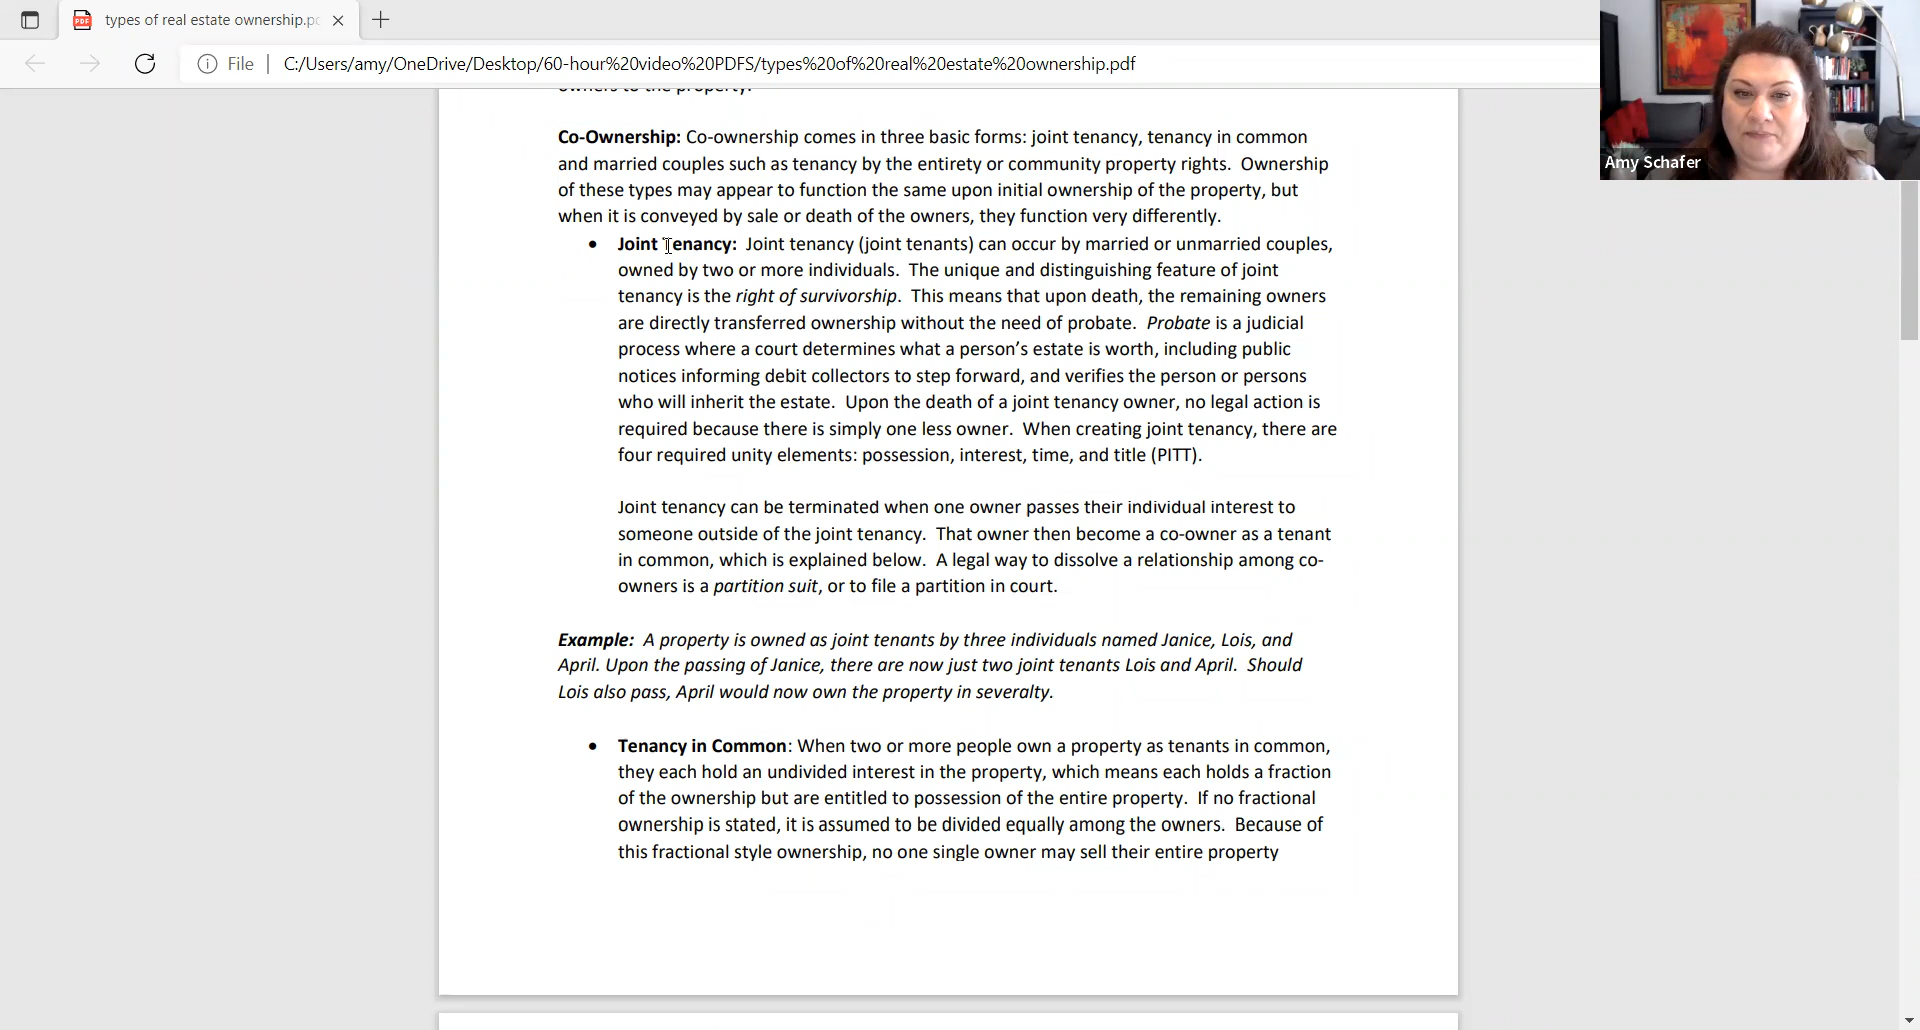 types of real estate ownership.p
File
C:/Users/amy/OneDrive/Desktop/60-hour%20video%20PDFS/types%20of%20real%20estate%20ownership.pdf
Amy Schafer
owners to the property.
Co-Ownership: Co-ownership comes in three basic forms: joint tenancy, tenancy in common
and married couples such as tenancy by the entirety or community property rights. Ownership
of these types may appear to function the same upon initial ownership of the property, but
when it is conveyed by sale or death of the owners, they function very differently.
• Joint Tenancy: Joint tenancy (joint tenants) can occur by married or unmarried couples,
owned by two or more individuals. The unique and distinguishing feature of joint
tenancy is the right of survivorship. This means that upon death, the remaining owners
are directly transferred ownership without the need of probate. Probate is a judicial
process where a court determines what a person's estate is worth, including public
notices informing debit collectors to step forward, and verifies the person or persons
who will inherit the estate. Upon the death of a joint tenancy owner, no legal action is
required because there is simply one less owner. When creating joint tenancy, there are
four required unity elements: possession, interest, time, and title (PITT).
Joint tenancy can be terminated when one owner passes their individual interest to
someone outside of the joint tenancy. That owner then become a co-owner as a tenant
in common, which is explained below. A legal way to dissolve a relationship among co-
owners is a partition suit, or to file a partition in court.
Example: A property is owned as joint tenants by three individuals named Janice, Lois, and
April. Upon the passing of Janice, there are now just two joint tenants Lois and April. Should
Lois also pass, April would now own the property in severalty.
• Tenancy in Common: When two or more people own a property as tenants in common,
they each hold an undivided interest in the property, which means each holds a fraction
of the ownership but are entitled to possession of the entire property. If no fractional
ownership is stated, it is assumed to be divided equally among the owners. Because of
this fractional style ownership, no one single owner may sell their entire property